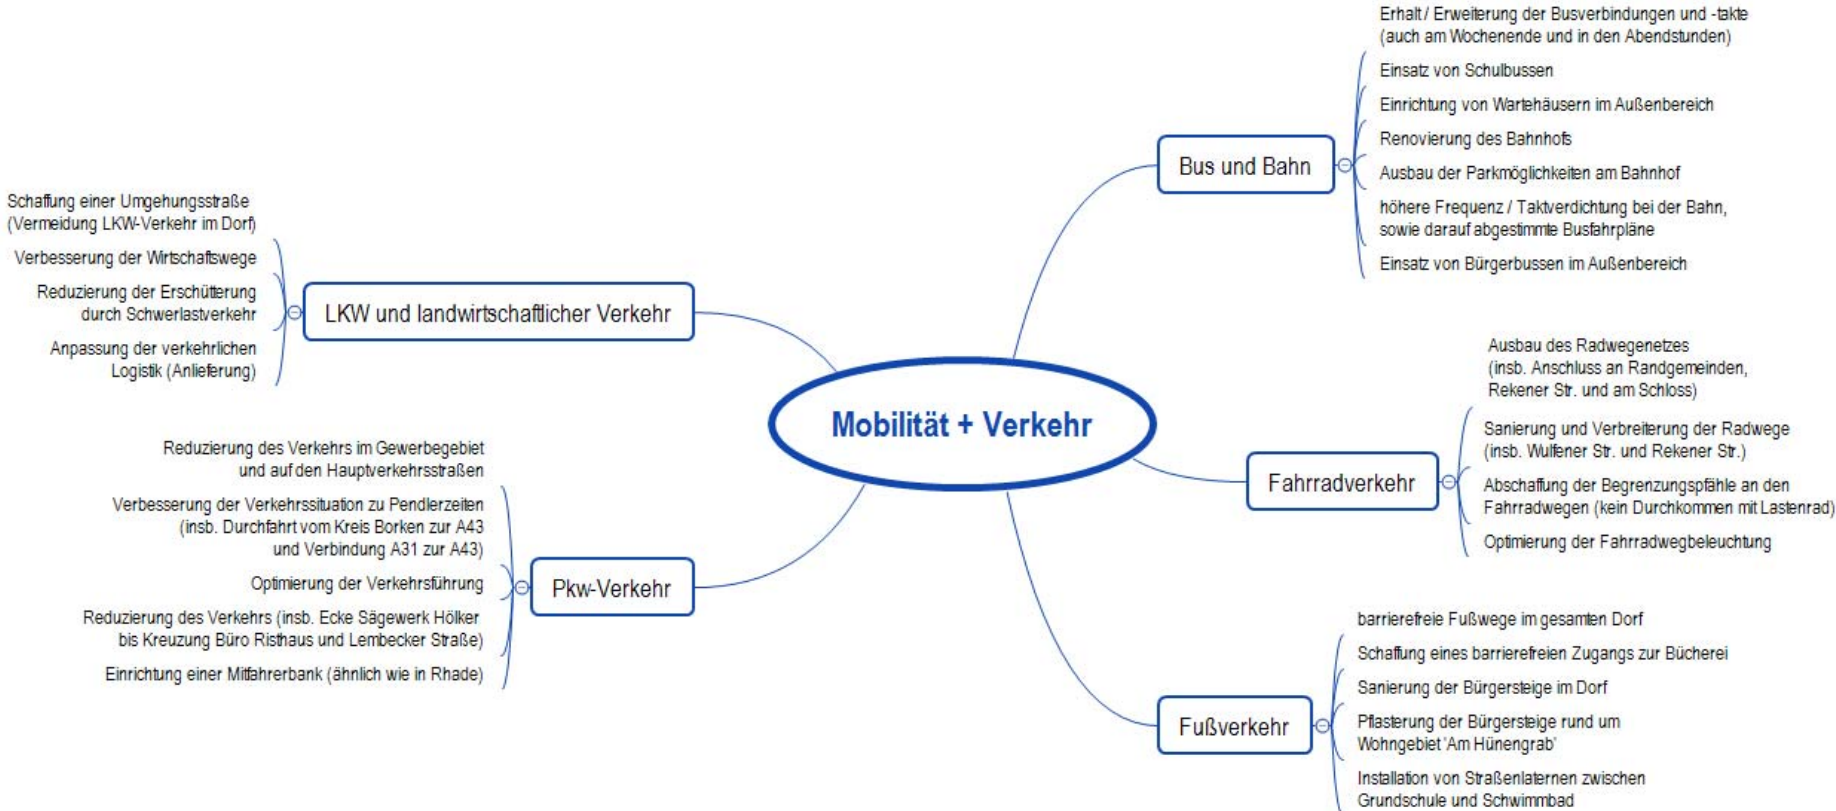 Mobilität + Verkehr
Bus und Bahn
Erhalt / Erweiterung der Busverbindungen und -takte
(auch am Wochenende und in den Abendstunden)
Einsatz von Schulbussen
Einrichtung von Wartehäusern im Außenbereich
Renovierung des Bahnhofs
Ausbau der Parkmöglichkeiten am Bahnhof
höhere Frequenz / Taktverdichtung bei der Bahn,
sowie darauf abgestimmte Busfahrpläne
Einsatz von Bürgerbussen im Außenbereich
Fahrradverkehr
Ausbau des Radwegenetzes
(insb. Anschluss an Randgemeinden,
Rekener Str. und am Schloss)
Sanierung und Verbreiterung der Radwege
(insb. Wulfener Str. und Rekener Str.)
Abschaffung der Begrenzungspfähle an den
Fahrradwegen (kein Durchkommen mit Lastenrad)
Optimierung der Fahrradwegbeleuchtung
Fußverkehr
barrierefreie Fußwege im gesamten Dorf
Schaffung eines barrierefreien Zugangs zur Bücherei
Sanierung der Bürgersteige im Dorf
Pflasterung der Bürgersteige rund um
Wohngebiet 'Am Hünengrab'
Installation von Straßenlaternen zwischen
Grundschule und Schwimmbad
LKW und landwirtschaftlicher Verkehr
Schaffung einer Umgehungsstraße
(Vermeidung LKW-Verkehr im Dorf)
Verbesserung der Wirtschaftswege
Reduzierung der Erschütterung
durch Schwerlastverkehr
Anpassung der verkehrlichen
Logistik (Anlieferung)
Pkw-Verkehr
Reduzierung des Verkehrs im Gewerbegebiet
und auf den Hauptverkehrsstraßen
Verbesserung der Verkehrssituation zu Pendlerzeiten
(insb. Durchfahrt vom Kreis Borken zur A43
und Verbindung A31 zur A43)
Optimierung der Verkehrsführung
Reduzierung des Verkehrs (insb. Ecke Sägewerk Hölker
bis Kreuzung Büro Risthaus und Lembecker Straße)
Einrichtung einer Mitfahrerbank (ähnlich wie in Rhade)